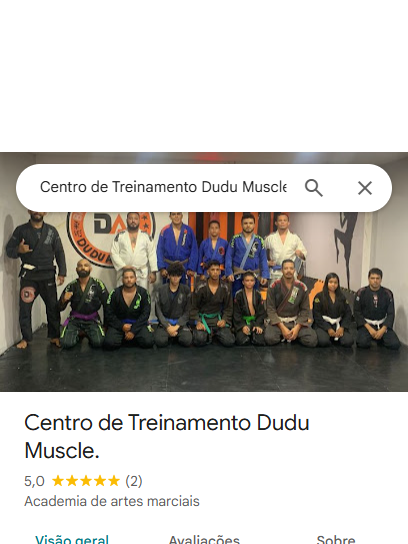 Centro de Treinamento Dudu Muscle
DUDU
Centro de Treinamento Dudu
Muscle.
5,0 ★★★★★ (2)
Academia de artes marciais
Visão geral
Avaliações
Sobre